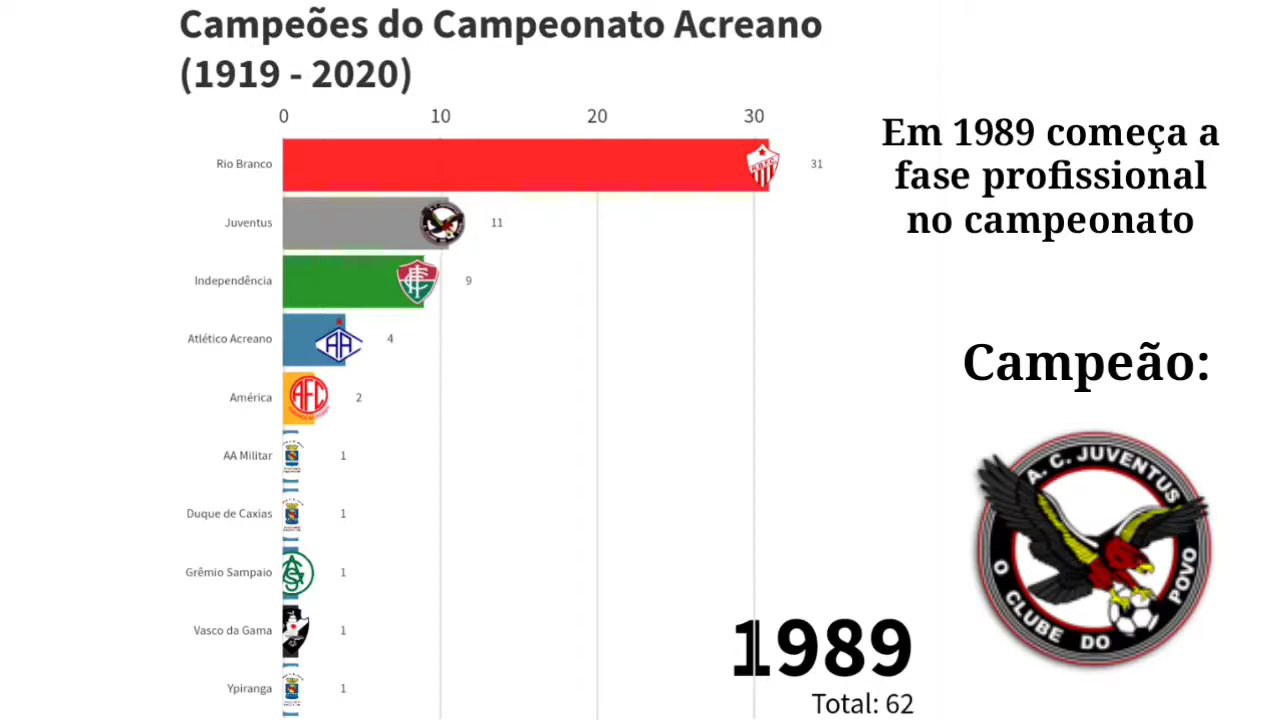 Campeões do Campeonato Acreano
(1919 - 2020)
0 10 20 30
Rio Branco 31
Juventus 11
Independência 9
Atlético Acreano 4
América 2
AA Militar 1
Duque de Caxias 1
Grêmio Sampaio 1
Vasco da Gama 1
Ypiranga 1
1989
Total: 62
Em 1989 começa a
fase profissional
no campeonato
Campeão:
A. C. JUVENTUS
O CLUBE DO POVO